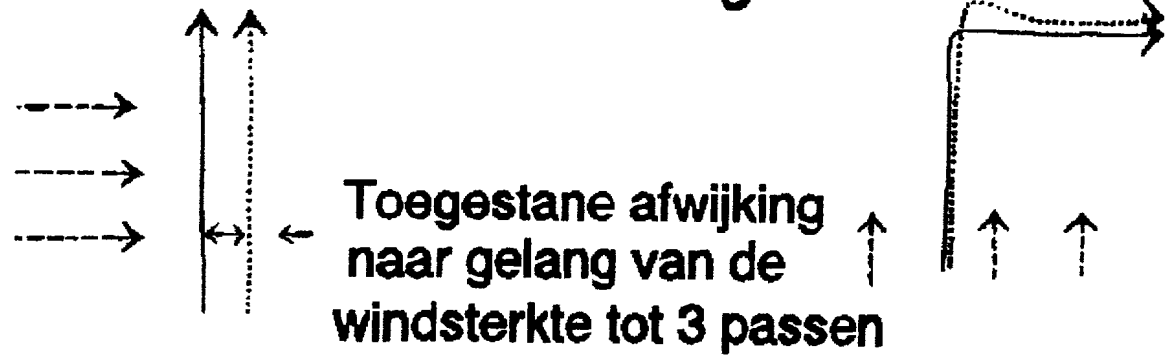 Toegestane afwijking
naar gelang van de
windsterkte tot 3 passen